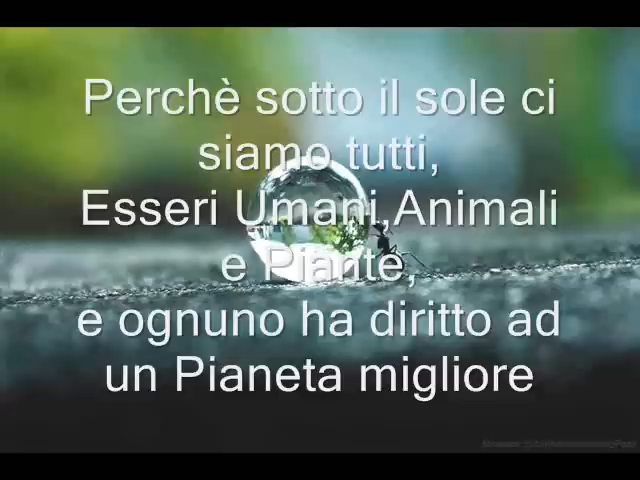 Perchè sotto il sole ci
siamo tutti,
Esseri Umani,Animali
e Piante,
e ognuno ha diritto ad
un Pianeta migliore